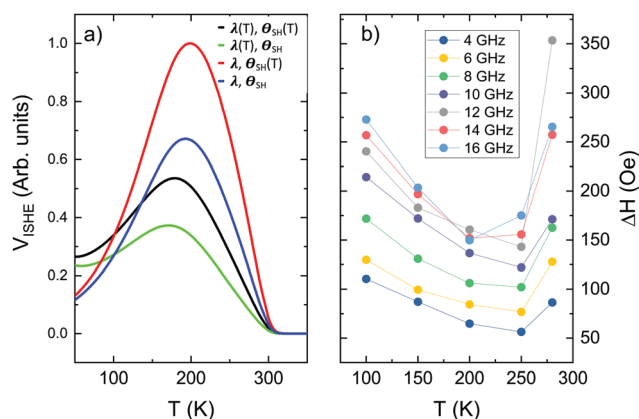 a)
λ(T), θSH(T)
λ(T), θSH
λ, θSH(T)
λ, θSH
1.0
0.8
0.6
0.4
0.2
0.0
VISHE (Arb. units)
100 200 300
T (K)
b)
4 GHz
6 GHz
8 GHz
10 GHz
12 GHz
14 GHz
16 GHz
350
300
250
200
150
100
50
ΔH (Oe)
100 150 200 250 300
T (K)